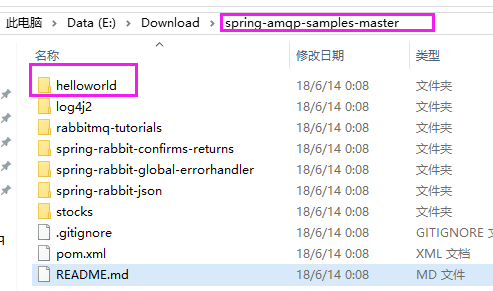 此电脑 › Data (E:) › Download › spring-amqp-samples-master
名称 修改日期 类型
helloworld 18/6/14 0:08 文件夹
log4j2 18/6/14 0:08 文件夹
rabbitmq-tutorials 18/6/14 0:08 文件夹
spring-rabbit-confirms-returns 18/6/14 0:08 文件夹
spring-rabbit-global-errorhandler 18/6/14 0:08 文件夹
spring-rabbit-json 18/6/14 0:08 文件夹
stocks 18/6/14 0:08 文件夹
.gitignore 18/6/14 0:08 GITIGNORE 文
pom.xml 18/6/14 0:08 XML 文档
README.md 18/6/14 0:08 MD 文件